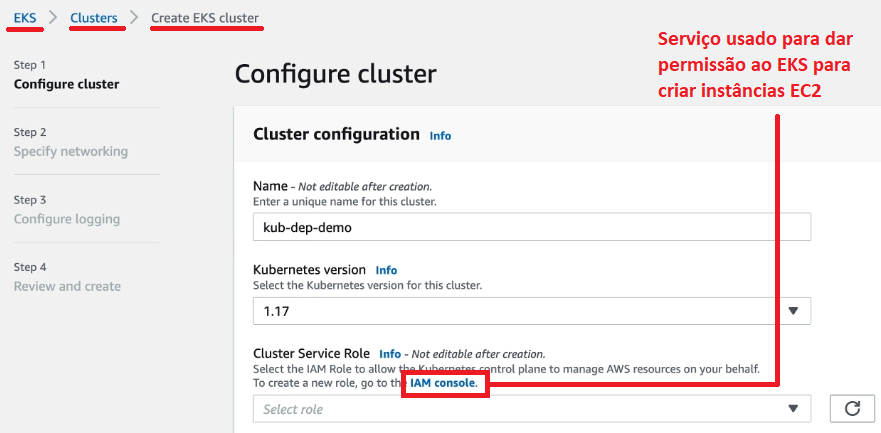 EKS > Clusters > Create EKS cluster
Serviço usado para dar
permissão ao EKS para
criar instâncias EC2
Step 1
Configure cluster
Step 2
Specify networking
Step 3
Configure logging
Step 4
Review and create
Configure cluster
Cluster configuration Info
Name - Not editable after creation.
Enter a unique name for this cluster.
kub-dep-demo
Kubernetes version Info
Select the Kubernetes version for this cluster.
1.17
Cluster Service Role Info - Not editable after creation.
Select the IAM Role to allow the Kubernetes control plane to manage AWS resources on your behalf.
To create a new role, go to the IAM console.
Select role